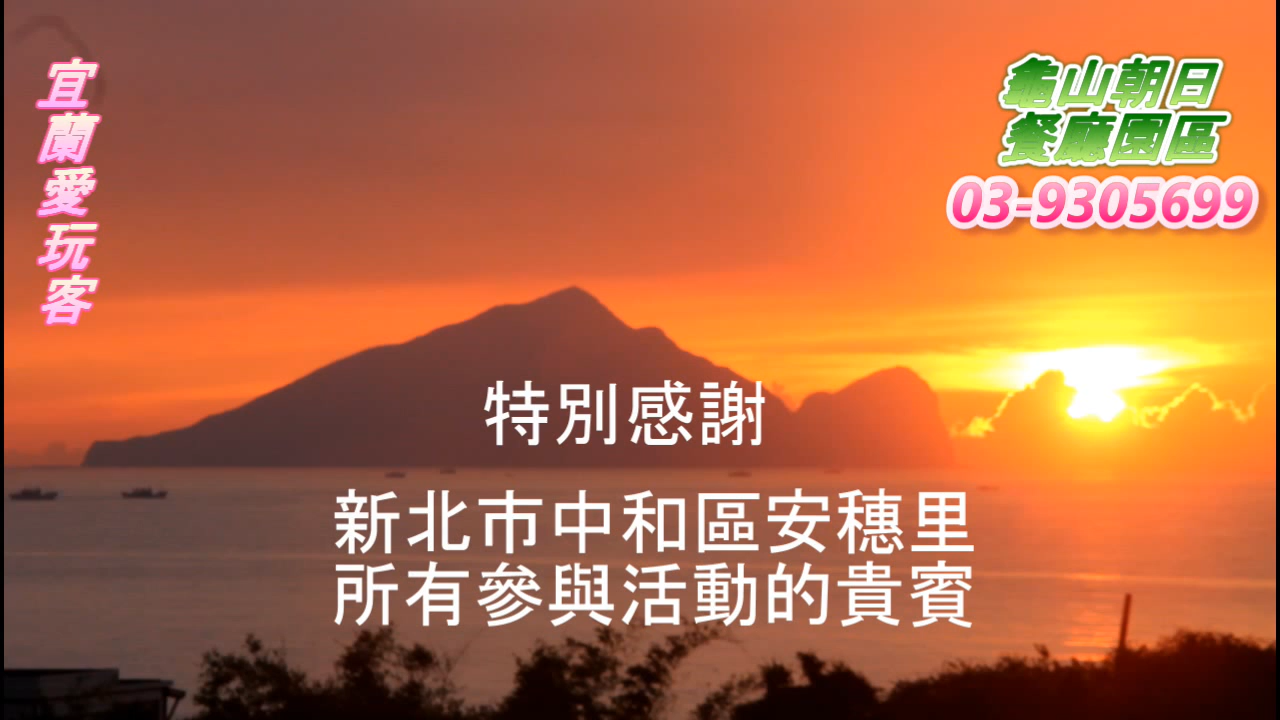 宜蘭愛玩客
龜山朝日
餐廳園區
03-9305699
特別感謝
新北市中和區安穗里
所有參與活動的貴賓